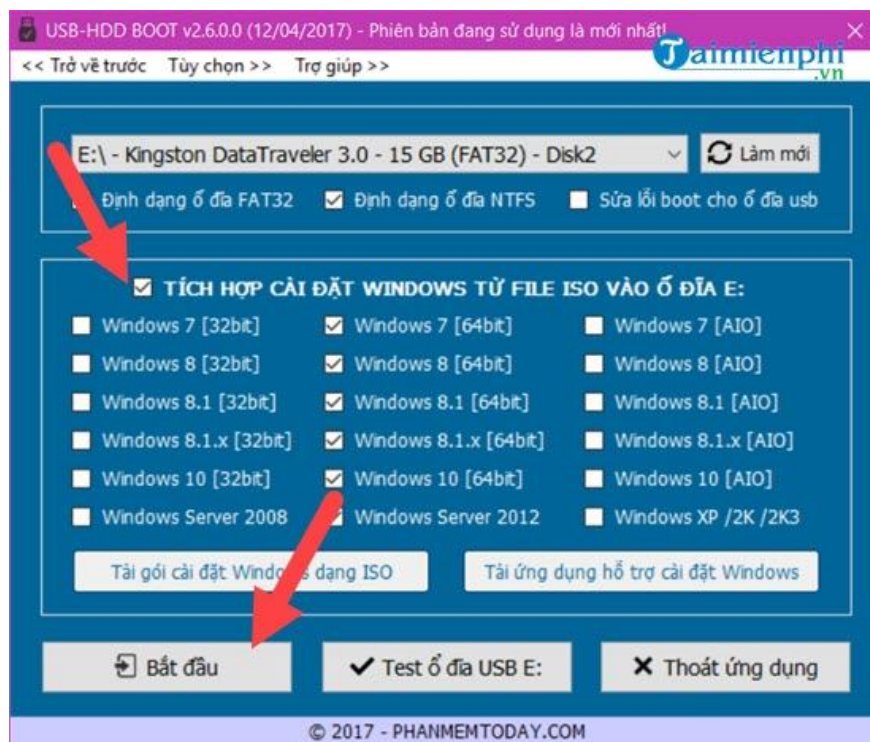 USB-HDD BOOT v2.6.0.0 (12/04/2017) - Phiên bản đang sử dụng là mới nhất!
Taimienphi
.vn
<< Trở về trước Tùy chọn >> Trợ giúp >>
E:\ - Kingston DataTraveler 3.0 - 15 GB (FAT32) - Disk2 Làm mới
Định dạng ổ đĩa FAT32 Định dạng ổ đĩa NTFS Sửa lỗi boot cho ổ đĩa usb
TÍCH HỢP CÀI ĐẶT WINDOWS TỪ FILE ISO VÀO Ổ ĐĨA E:
Windows 7 [32bit] Windows 7 [64bit] Windows 7 [AIO]
Windows 8 [32bit] Windows 8 [64bit] Windows 8 [AIO]
Windows 8.1 [32bit] Windows 8.1 [64bit] Windows 8.1 [AIO]
Windows 8.1.x [32bit] Windows 8.1.x [64bit] Windows 8.1.x [AIO]
Windows 10 [32bit] Windows 10 [64bit] Windows 10 [AIO]
Windows Server 2008 Windows Server 2012 Windows XP /2K /2K3
Tải gói cài đặt Windows dạng ISO Tải ứng dụng hỗ trợ cài đặt Windows
Bắt đầu Test ổ đĩa USB E: Thoát ứng dụng
© 2017 - PHANMEMTODAY.COM